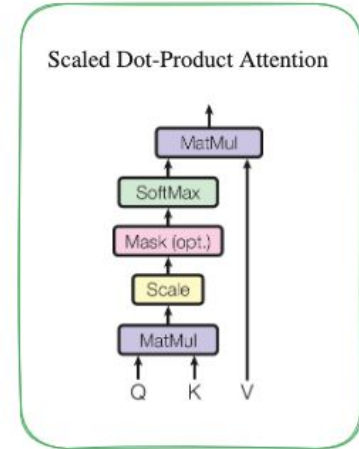 Scaled Dot-Product Attention
MatMul
SoftMax
Mask (opt.)
Scale
MatMul
Q K V